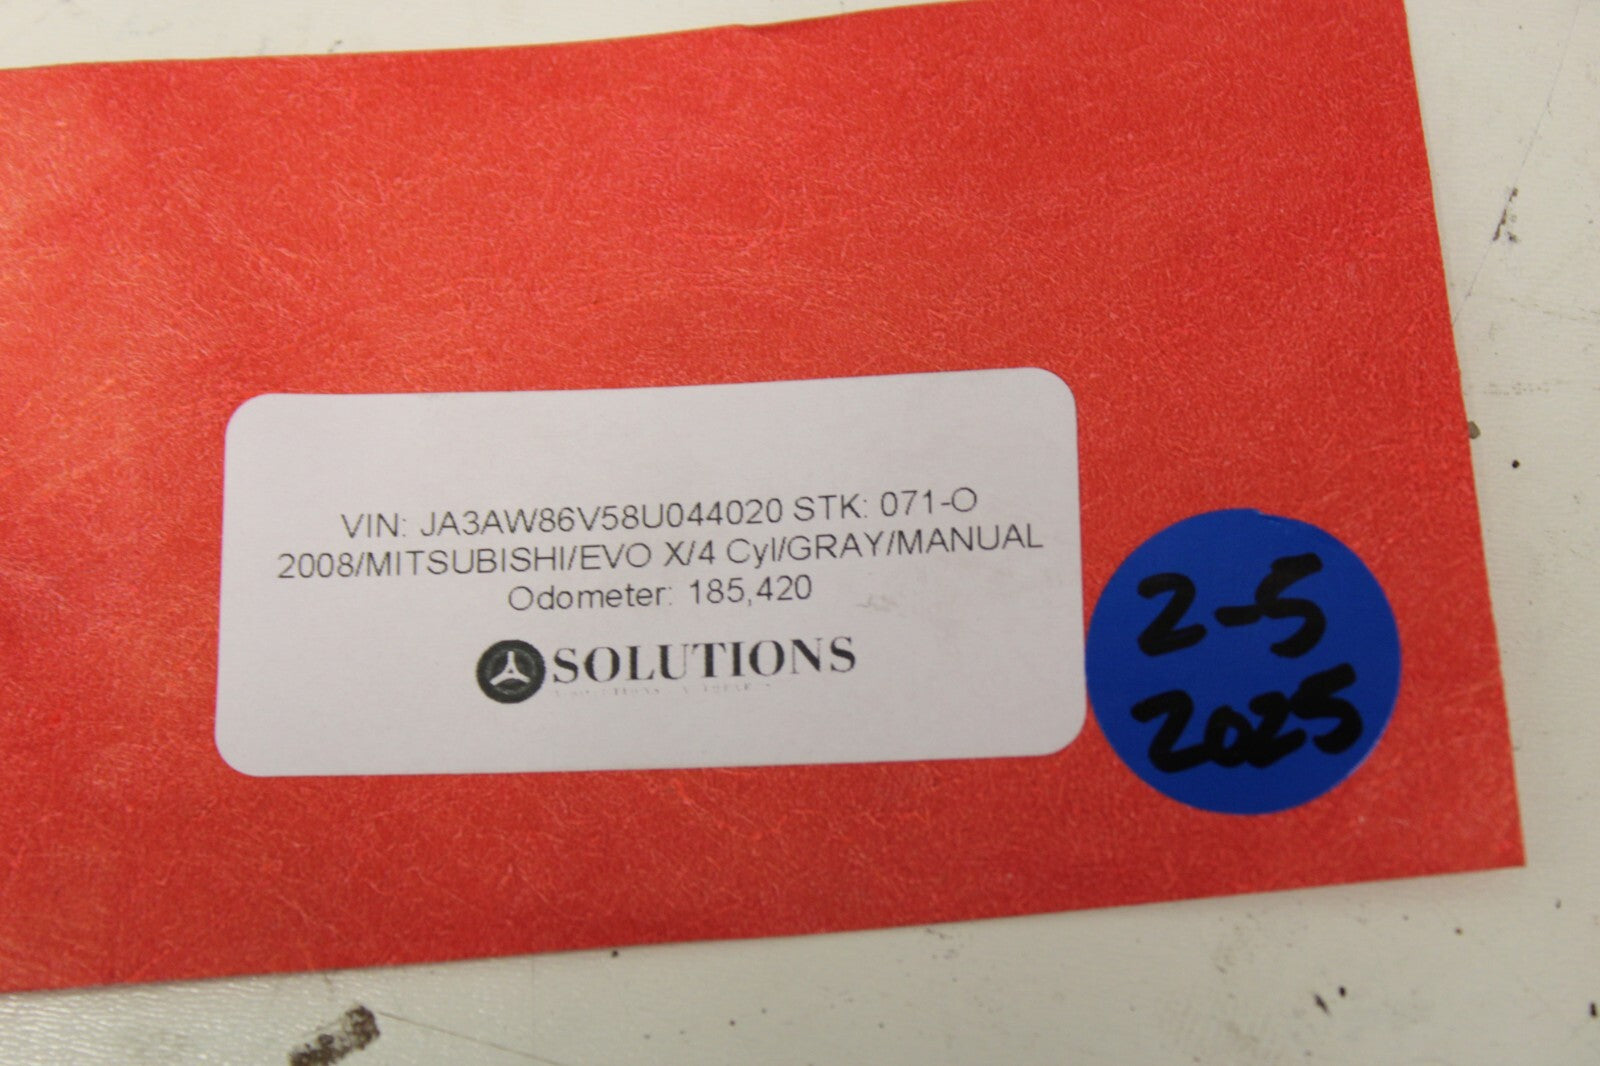 VIN: JA3AW86V58U044020 STK: 071-O
2008/MITSUBISHI/EVO X/4 Cyl/GRAY/MANUAL
Odometer: 185,420
SOLUTIONS
2-5
2025